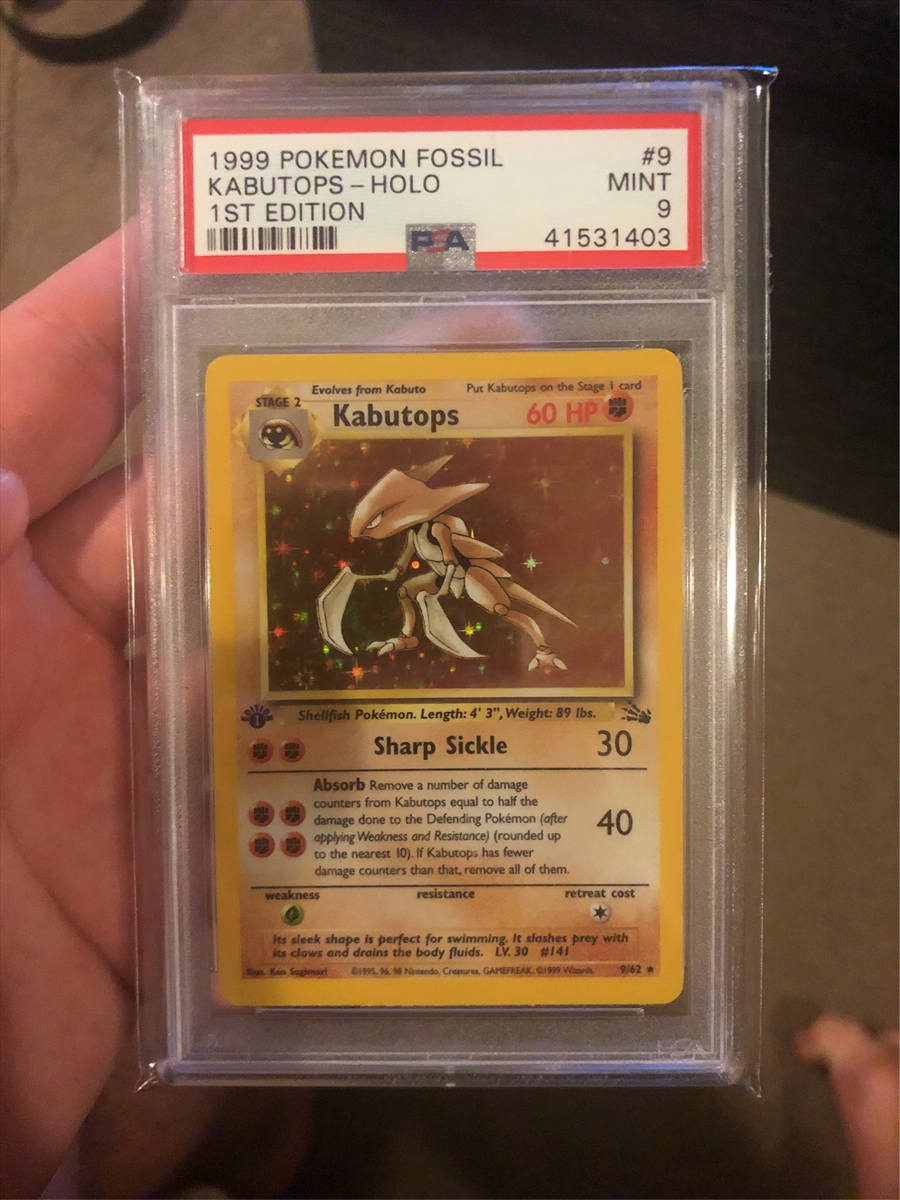 1999 POKEMON FOSSIL #9
KABUTOPS - HOLO MINT
1ST EDITION 9
PSA 41531403
Evolves from Kabuto Put Kabutops on the Stage 1 card
STAGE 2 Kabutops 60 HP
EDITION 1
Shellfish Pokémon. Length: 4' 3", Weight: 89 lbs.
Sharp Sickle 30
Absorb Remove a number of damage
counters from Kabutops equal to half the
damage done to the Defending Pokémon (after
applying Weakness and Resistance) (rounded up
to the nearest 10). If Kabutops has fewer
damage counters than that, remove all of them.
40
weakness resistance retreat cost
Its sleek shape is perfect for swimming. It slashes prey with
its claws and drains the body fluids. LV. 30 #141
Illus. Ken Sugimori ©1995, 96, 98 Nintendo, Creatures, GAMEFREAK. ©1999 Wizards. 9/62 ★
PSA